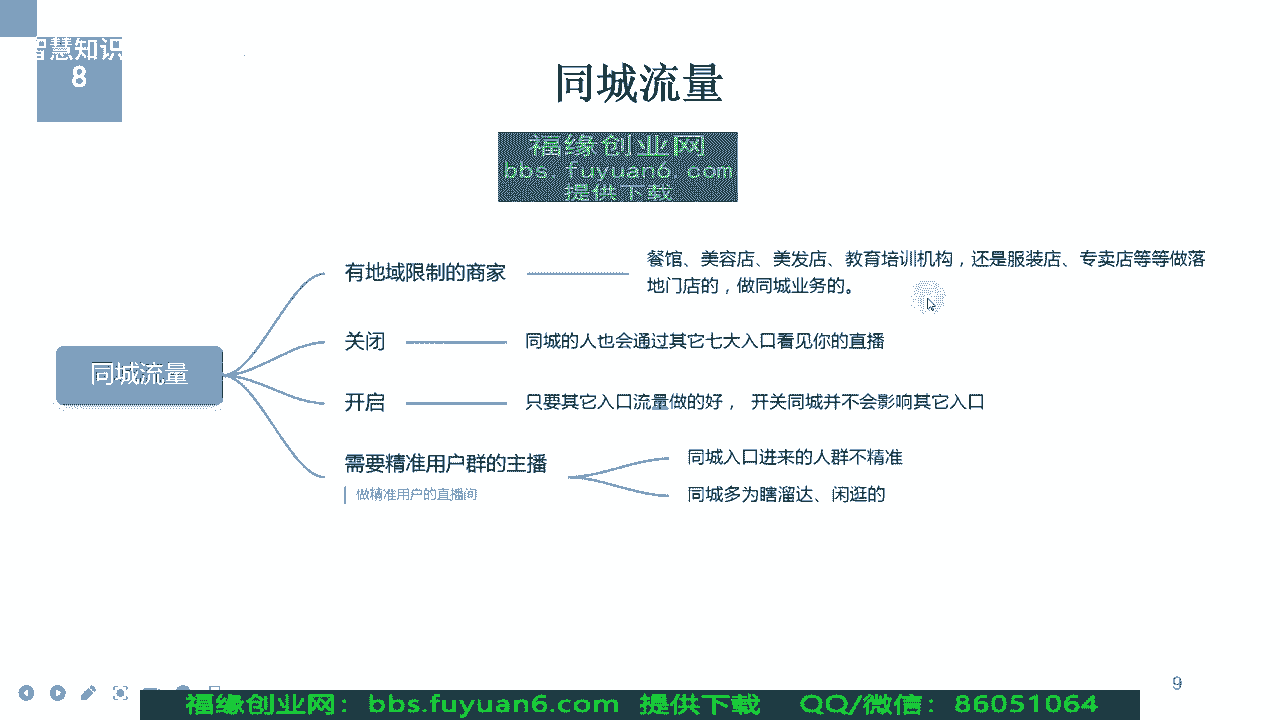 智慧知识
8
同城流量
福缘创业网
bbs. fuyuan6. com
提供下载
有地域限制的商家
餐馆、美容店、美发店、教育培训机构，还是服装店、专卖店等等做落
地门店的，做同城业务的。
同城流量
关闭
同城的人也会通过其它七大入口看见你的直播
开启
只要其它入口流量做的好， 开关同城并不会影响其它入口
需要精准用户群的主播
做精准用户的直播间
同城入口进来的人群不精准
同城多为瞎溜达、闲逛的
9
福缘创业网：bbs.fuyuan6.com 提供下载 QQ/微信：86051064